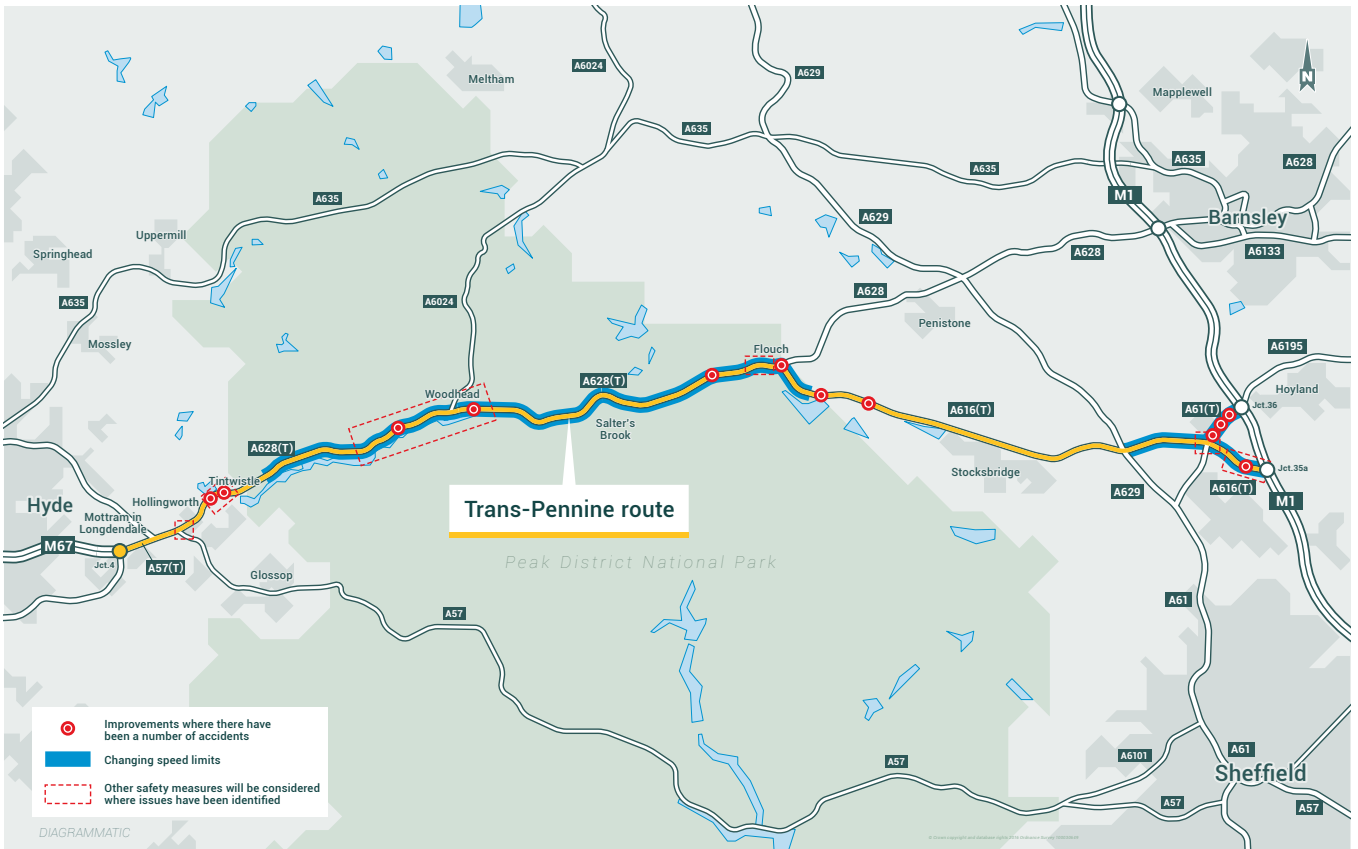 Meltham
A6024
A629
Mapplewell
N
A635
A635
A635
A628
A635
M1
Barnsley
A629
Uppermill
Springhead
A628
A6133
A635
A6024
A628
Penistone
Mossley
A6195
Flouch
Hoyland
Woodhead
A628(T)
A616(T)
A61(T)
Jct.36
Salter's
Brook
A628(T)
Stocksbridge
Jct.35a
Tintwistle
A629
A616(T)
M1
Hollingworth
Hyde
Mottram in
Longdendale
Trans-Pennine route
M67
Jct.4
A57(T)
Peak District National Park
Glossop
A57
A61
Improvements where there have
been a number of accidents
Changing speed limits
Other safety measures will be considered
where issues have been identified
DIAGRAMMATIC
A57
A6101
A61
Sheffield
A57
A57